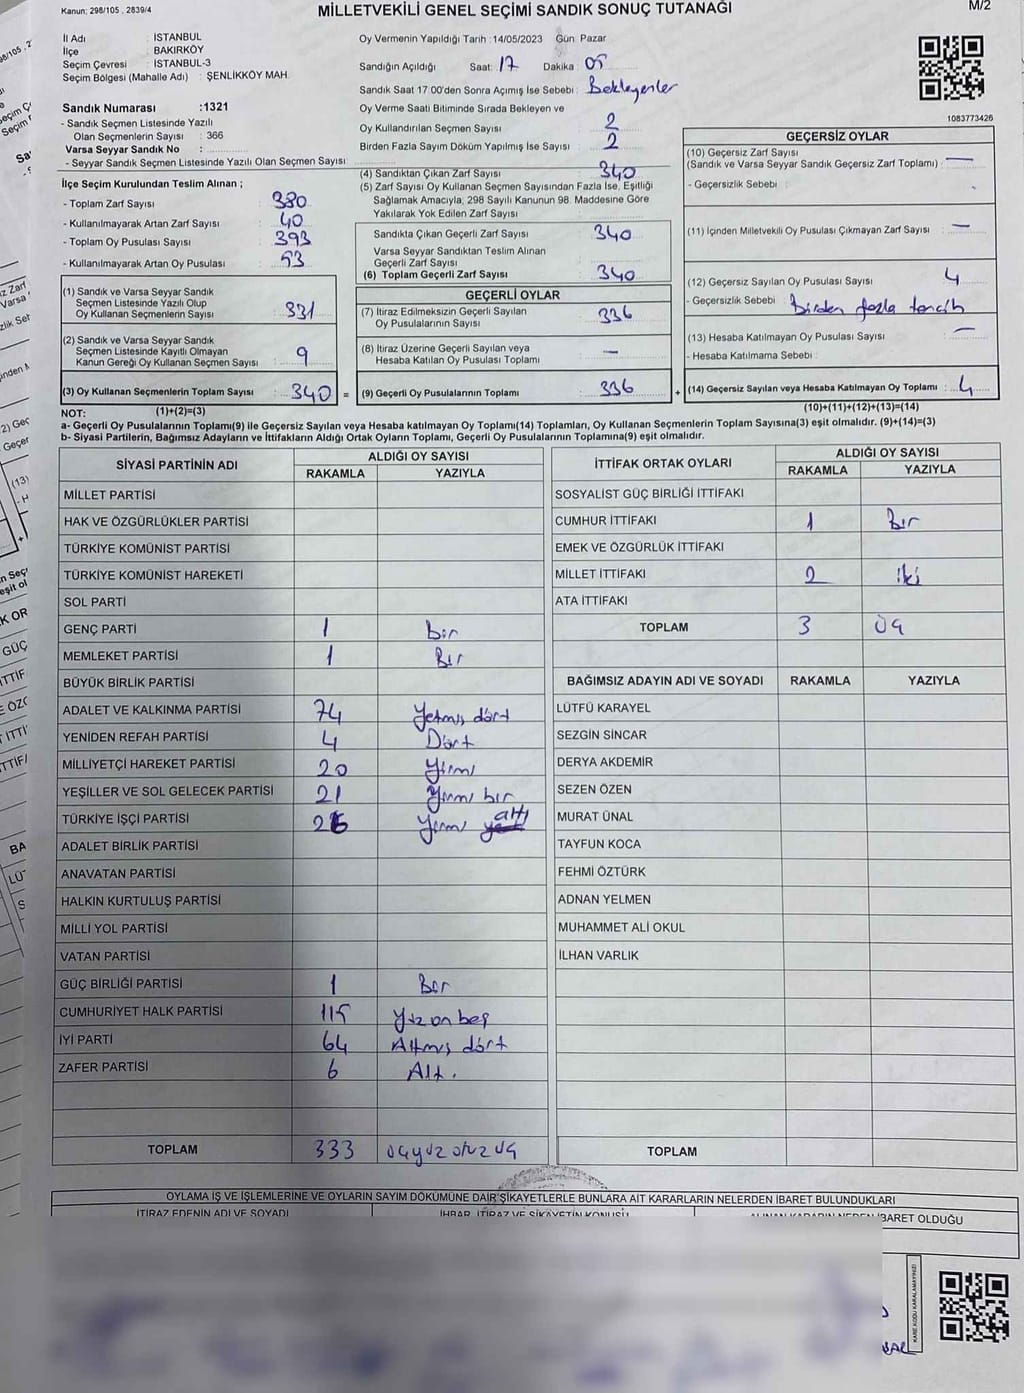 Kanun: 298/105 , 2839/4
MİLLETVEKİLİ GENEL SEÇİMİ SANDIK SONUÇ TUTANAĞI
M/2
İl Adı : İSTANBUL
İlçe : BAKIRKÖY
Seçim Çevresi : İSTANBUL-3
Seçim Bölgesi (Mahalle Adı) : ŞENLİKKÖY MAH.
Sandık Numarası :1321
- Sandık Seçmen Listesinde Yazılı
Olan Seçmenlerin Sayısı : 366
Varsa Seyyar Sandık No :
- Seyyar Sandık Seçmen Listesinde Yazılı Olan Seçmen Sayısı
Oy Vermenin Yapıldığı Tarih :14/05/2023 Gün Pazar
Sandığın Açıldığı Saat: 17 Dakika 05
Sandık Saat 17:00'den Sonra Açımış İse Sebebi : Bekleyenler
Oy Verme Saati Bitiminde Sırada Bekleyen ve
Oy Kullandırılan Seçmen Sayısı 2
Birden Fazla Sayım Döküm Yapılmış İse Sayısı 2
1083773426
İlçe Seçim Kurulundan Teslim Alınan ;
- Toplam Zarf Sayısı : 380
- Kullanılmayarak Artan Zarf Sayısı : 40
- Toplam Oy Pusulası Sayısı : 393
- Kullanılmayarak Artan Oy Pusulası : 53
(4) Sandıktan Çıkan Zarf Sayısı : 340
(5) Zarf Sayısı Oy Kullanan Seçmen Sayısından Fazla İse, Eşitliği
Sağlamak Amacıyla, 298 Sayılı Kanunun 98. Maddesine Göre
Yakılarak Yok Edilen Zarf Sayısı :
Sandıkta Çıkan Geçerli Zarf Sayısı : 340
Varsa Seyyar Sandıktan Teslim Alınan
Geçerli Zarf Sayısı
(6) Toplam Geçerli Zarf Sayısı : 340
GEÇERSİZ OYLAR
(10) Geçersiz Zarf Sayısı
(Sandık ve Varsa Seyyar Sandık Geçersiz Zarf Toplamı) : —
- Geçersizlik Sebebi :
(11) İçinden Milletvekili Oy Pusulası Çıkmayan Zarf Sayısı : —
(12) Geçersiz Sayılan Oy Pusulası Sayısı : 4
- Geçersizlik Sebebi : Birden fazla tercih
(13) Hesaba Katılmayan Oy Pusulası Sayısı : —
- Hesaba Katılmama Sebebi :
(1) Sandık ve Varsa Seyyar Sandık
Seçmen Listesinde Yazılı Olup
Oy Kullanan Seçmenlerin Sayısı : 331
(2) Sandık ve Varsa Seyyar Sandık
Seçmen Listesinde Kayıtlı Olmayan
Kanun Gereği Oy Kullanan Seçmen Sayısı : 9
GEÇERLİ OYLAR
(7) İtiraz Edilmeksizin Geçerli Sayılan
Oy Pusulalarının Sayısı : 336
(8) İtiraz Üzerine Geçerli Sayılan veya
Hesaba Katılan Oy Pusulası Toplamı : —
(3) Oy Kullanan Seçmenlerin Toplam Sayısı : 340 = (9) Geçerli Oy Pusulalarının Toplamı : 336 + (14) Geçersiz Sayılan veya Hesaba Katılmayan Oy Toplamı : 4
NOT: (1)+(2)=(3) (10)+(11)+(12)+(13)=(14)
a- Geçerli Oy Pusulalarının Toplamı(9) ile Geçersiz Sayılan veya Hesaba katılmayan Oy Toplamı(14) Toplamları, Oy Kullanan Seçmenlerin Toplam Sayısına(3) eşit olmalıdır. (9)+(14)=(3)
b- Siyasi Partilerin, Bağımsız Adayların ve İttifakların Aldığı Ortak Oyların Toplamı, Geçerli Oy Pusulalarının Toplamına(9) eşit olmalıdır.
SİYASİ PARTİNİN ADI ALDIĞI OY SAYISI
RAKAMLA YAZIYLA
MİLLET PARTİSİ
HAK VE ÖZGÜRLÜKLER PARTİSİ
TÜRKİYE KOMÜNİST PARTİSİ
TÜRKİYE KOMÜNİST HAREKETİ
SOL PARTİ
GENÇ PARTİ 1 bir
MEMLEKET PARTİSİ 1 Bir
BÜYÜK BİRLİK PARTİSİ
ADALET VE KALKINMA PARTİSİ 74 Yetmiş dört
YENİDEN REFAH PARTİSİ 4 Dört
MİLLİYETÇİ HAREKET PARTİSİ 20 Yirmi
YEŞİLLER VE SOL GELECEK PARTİSİ 21 Yirmi bir
TÜRKİYE İŞÇİ PARTİSİ 26 Yirmi altı
ADALET BİRLİK PARTİSİ
ANAVATAN PARTİSİ
HALKIN KURTULUŞ PARTİSİ
MİLLİ YOL PARTİSİ
VATAN PARTİSİ
GÜÇ BİRLİĞİ PARTİSİ 1 Bir
CUMHURİYET HALK PARTİSİ 115 Yüz on beş
İYİ PARTİ 64 Altmış dört
ZAFER PARTİSİ 6 Altı
TOPLAM 333 üçyüz otuz üç
İTTİFAK ORTAK OYLARI ALDIĞI OY SAYISI
RAKAMLA YAZIYLA
SOSYALİST GÜÇ BİRLİĞİ İTTİFAKI
CUMHUR İTTİFAKI 1 Bir
EMEK VE ÖZGÜRLÜK İTTİFAKI
MİLLET İTTİFAKI 2 iki
ATA İTTİFAKI
TOPLAM 3 üç
BAĞIMSIZ ADAYIN ADI VE SOYADI RAKAMLA YAZIYLA
LÜTFÜ KARAYEL
SEZGİN SİNCAR
DERYA AKDEMİR
SEZEN ÖZEN
MURAT ÜNAL
TAYFUN KOCA
FEHMİ ÖZTÜRK
ADNAN YELMEN
MUHAMMET ALİ OKUL
İLHAN VARLIK
TOPLAM
OYLAMA İŞ VE İŞLEMLERİNE VE OYLARIN SAYIM DÖKÜMÜNE DAİR ŞİKAYETLERLE BUNLARA AİT KARARLARIN NELERDEN İBARET BULUNDUKLARI
İTİRAZ EDENİN ADI VE SOYADI İHBAR, İTİRAZ VE ŞİKAYETİN KONUSU ALINAN KARARIN NEDEN İBARET OLDUĞU
KARE KODU KARALAMAYINIZ!